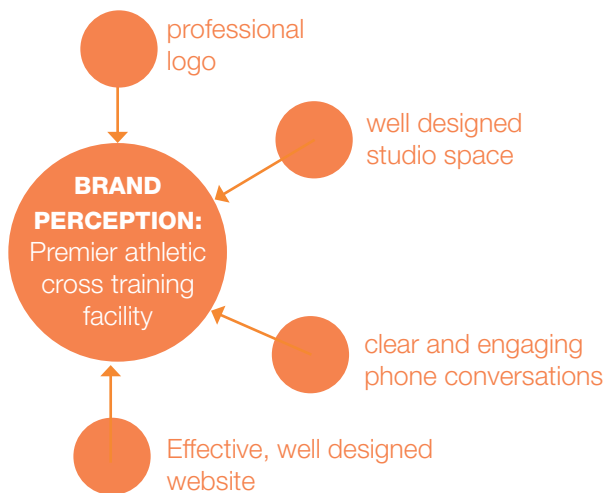 professional
logo
well designed
studio space
BRAND
PERCEPTION:
Premier athletic
cross training
facility
clear and engaging
phone conversations
Effective, well designed
website